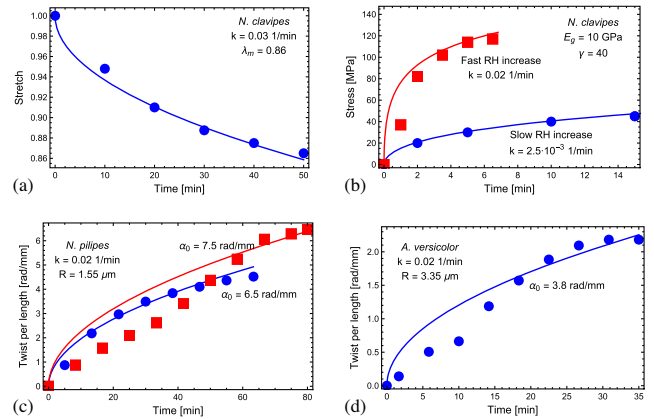 1.00
0.98
0.96
0.94
0.92
0.90
0.88
0.86
Stretch
N. clavipes
k = 0.03 1/min
λm = 0.86
0 10 20 30 40 50
Time [min]
(a)
140
120
100
80
60
40
20
0
Stress [MPa]
N. clavipes
Eg = 10 GPa
γ = 40
Fast RH increase
k = 0.02 1/min
Slow RH increase
k = 2.5·10⁻³ 1/min
0 2 4 6 8 10 12 14
Time [min]
(b)
6
5
4
3
2
1
0
Twist per length [rad/mm]
N. pilipes
k = 0.02 1/min
R = 1.55 μm
α0 = 7.5 rad/mm
α0 = 6.5 rad/mm
0 20 40 60 80
Time [min]
(c)
2.0
1.5
1.0
0.5
0.0
Twist per length [rad/mm]
A. versicolor
k = 0.02 1/min
R = 3.35 μm
α0 = 3.8 rad/mm
0 5 10 15 20 25 30 35
Time [min]
(d)